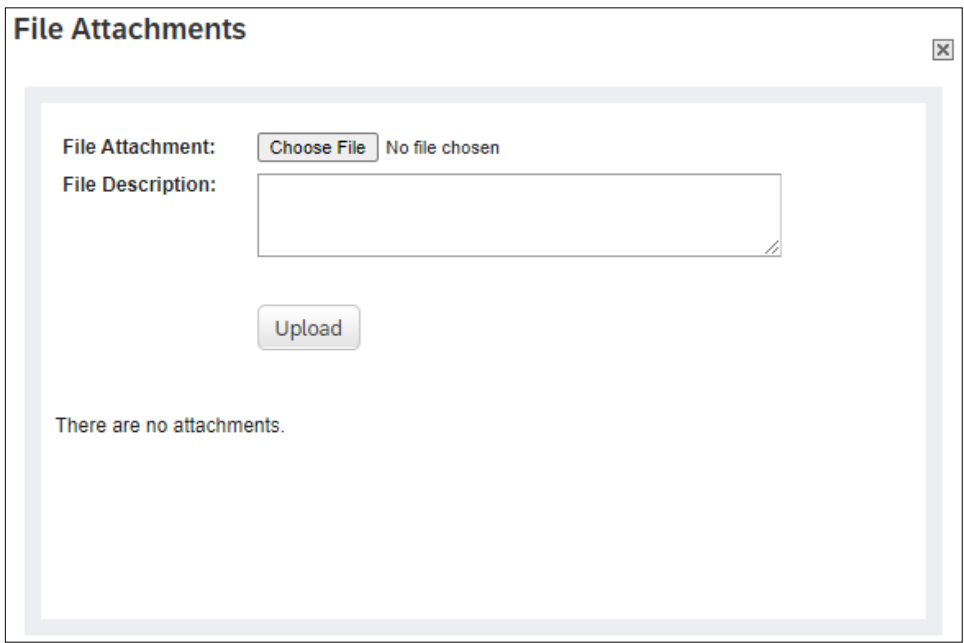 File Attachments
File Attachment: Choose File No file chosen
File Description:
Upload
There are no attachments.